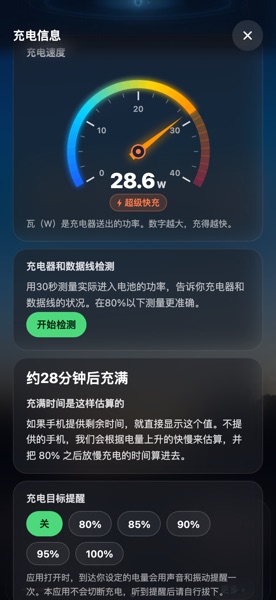 充电信息
充电速度
20
10
30
0
40
28.6 W
超级快充
瓦（W）是充电器送出的功率。数字越大，充得越快。
充电器和数据线检测
用30秒测量实际进入电池的功率，告诉你充电器和
数据线的状况。在80%以下测量更准确。
开始检测
约28分钟后充满
充满时间是这样估算的
如果手机提供剩余时间，就直接显示这个值。不提
供的手机，我们会根据电量上升的快慢来估算，并
把 80% 之后放慢充电的时间算进去。
充电目标提醒
关 80% 85% 90%
95% 100%
应用打开时，到达你设定的电量会用声音和振动提醒一
次。本应用不会切断充电，听到提醒后请自行拔下。